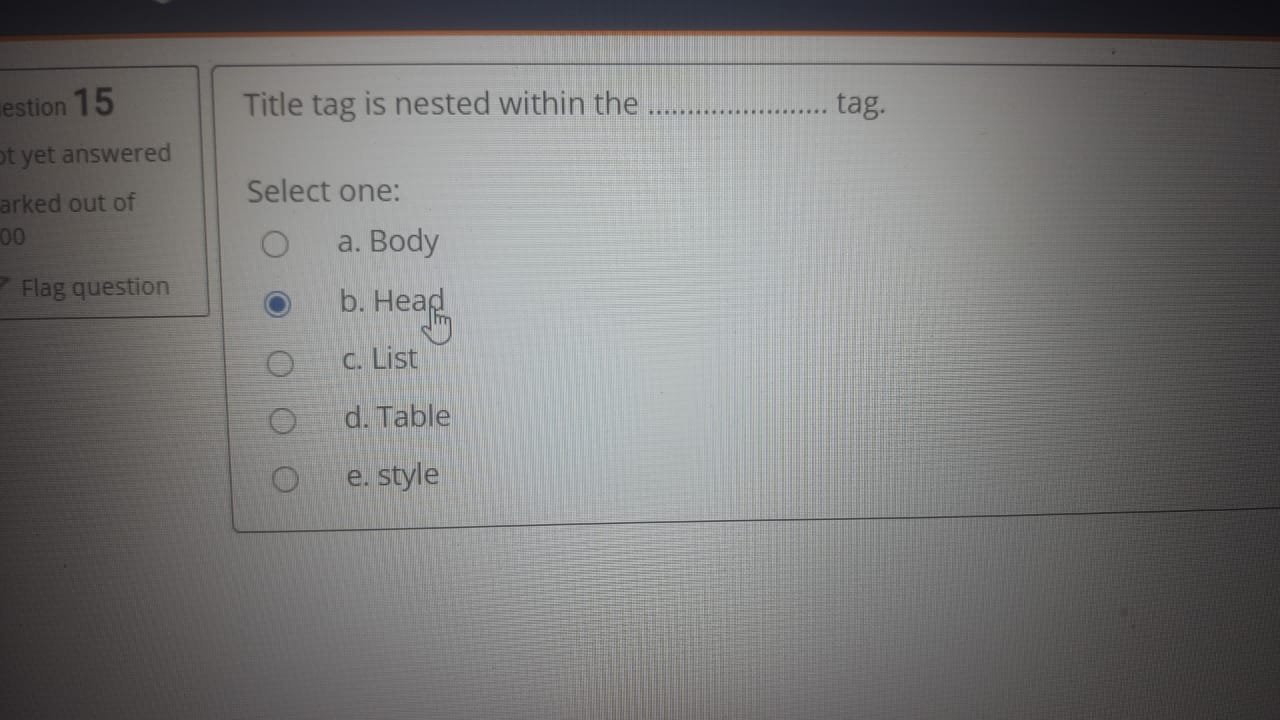 estion 15
ot yet answered
arked out of
00
Flag question
Title tag is nested within the ....................... tag.
Select one:
a. Body
b. Head
c. List
d. Table
e. style